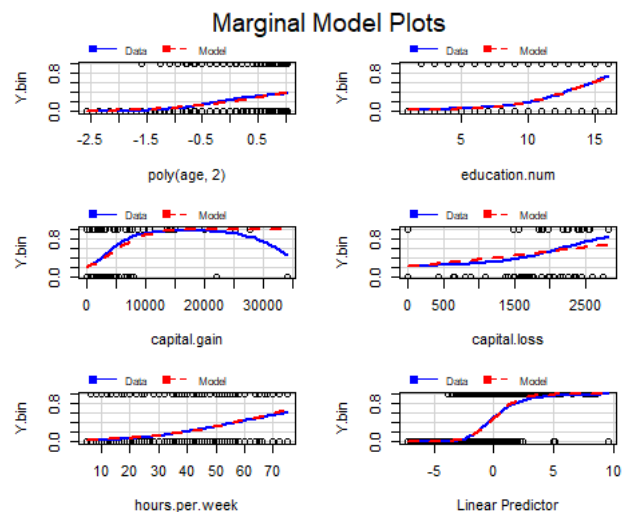 Marginal Model Plots
Data Model
Y.bin
0.0 0.8
-2.5 -1.5 -0.5 0.5
poly(age, 2)
Data Model
Y.bin
0.0 0.8
5 10 15
education.num
Data Model
Y.bin
0.0 0.8
0 10000 20000 30000
capital.gain
Data Model
Y.bin
0.0 0.8
0 500 1500 2500
capital.loss
Data Model
Y.bin
0.0 0.8
10 20 30 40 50 60 70
hours.per.week
Data Model
Y.bin
0.0 0.8
-5 0 5 10
Linear Predictor